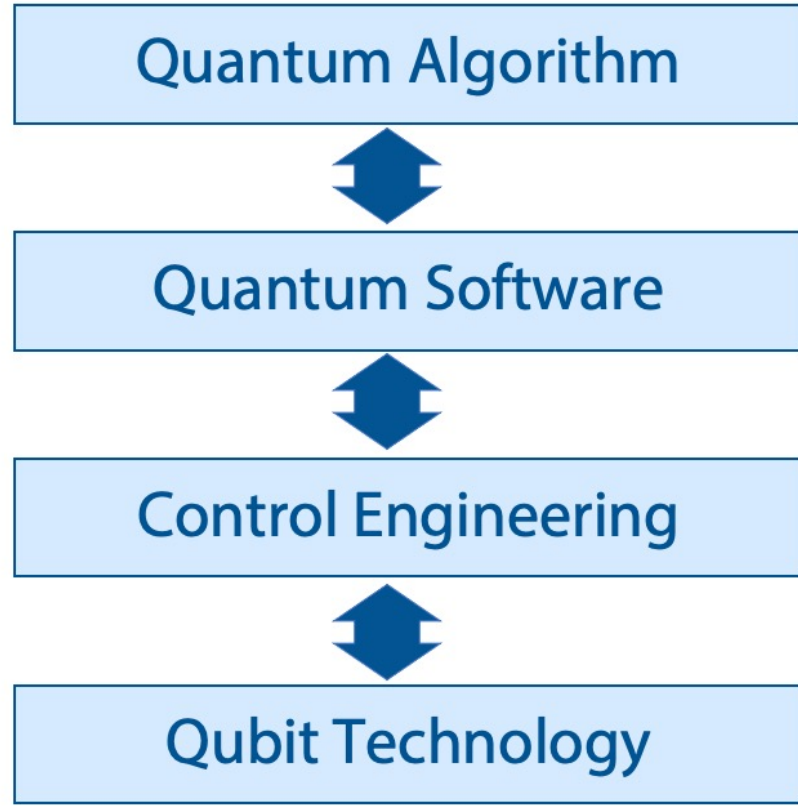 Quantum Algorithm
Quantum Software
Control Engineering
Qubit Technology